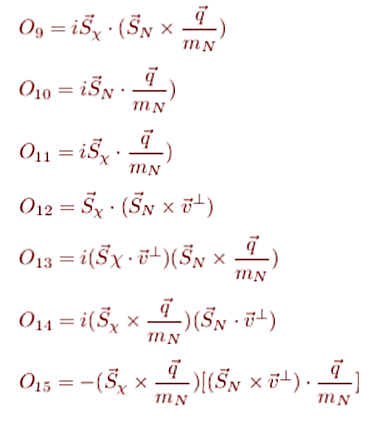 $O_9 = i\vec{S}_\chi \cdot (\vec{S}_N \times \frac{\vec{q}}{m_N})$
$O_{10} = i\vec{S}_N \cdot \frac{\vec{q}}{m_N})$
$O_{11} = i\vec{S}_\chi \cdot \frac{\vec{q}}{m_N})$
$O_{12} = \vec{S}_\chi \cdot (\vec{S}_N \times \vec{v}^\perp)$
$O_{13} = i(\vec{S}\chi \cdot \vec{v}^\perp)(\vec{S}_N \times \frac{\vec{q}}{m_N})$
$O_{14} = i(\vec{S}_\chi \times \frac{\vec{q}}{m_N})(\vec{S}_N \cdot \vec{v}^\perp)$
$O_{15} = -(\vec{S}_\chi \times \frac{\vec{q}}{m_N})[(\vec{S}_N \times \vec{v}^\perp) \cdot \frac{\vec{q}}{m_N}]$